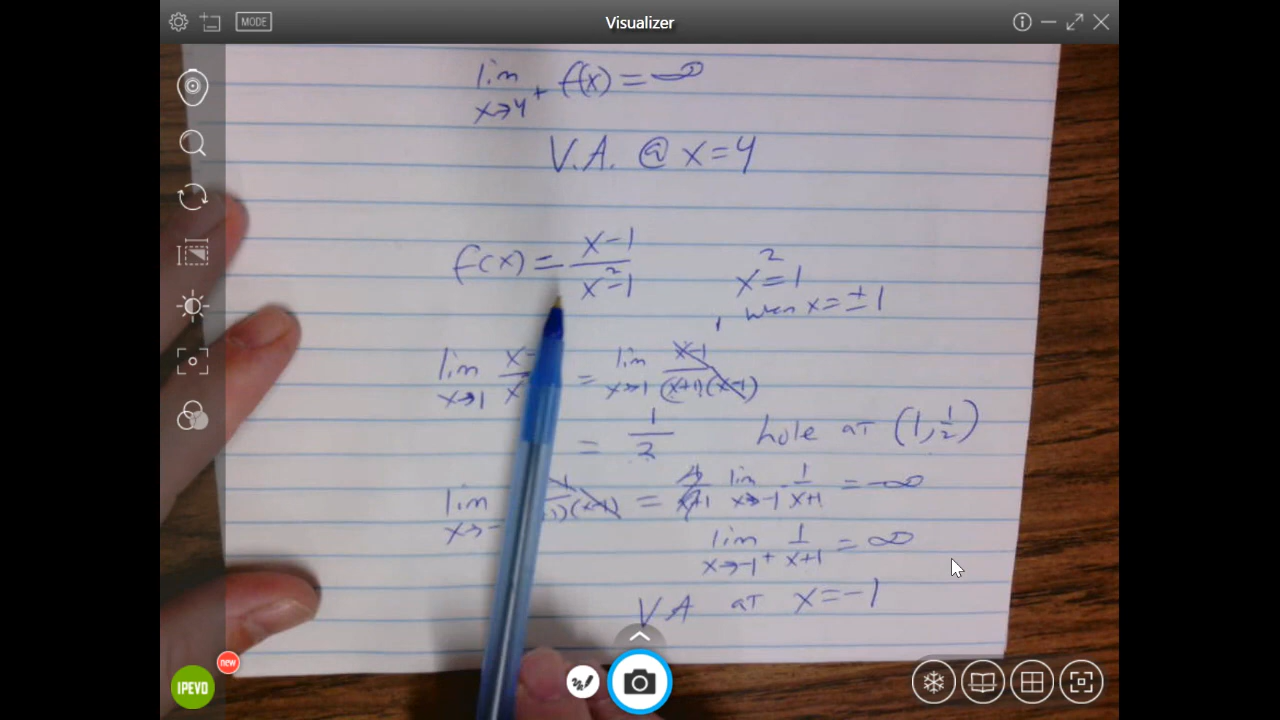 Visualizer
MODE
lim x→4+ f(x) = ∞
V.A. @ x=4
f(x) = x-1 / x²-1
x² = 1
when x = ±1
lim x→1 = lim x→1 x-1 / (x+1)(x-1)
= 1/2 hole at (1, 1/2)
lim = lim x→-1 1/x+1 = -∞
lim x→-1+ 1/x+1 = ∞
VA at x=-1
new
IPEVO